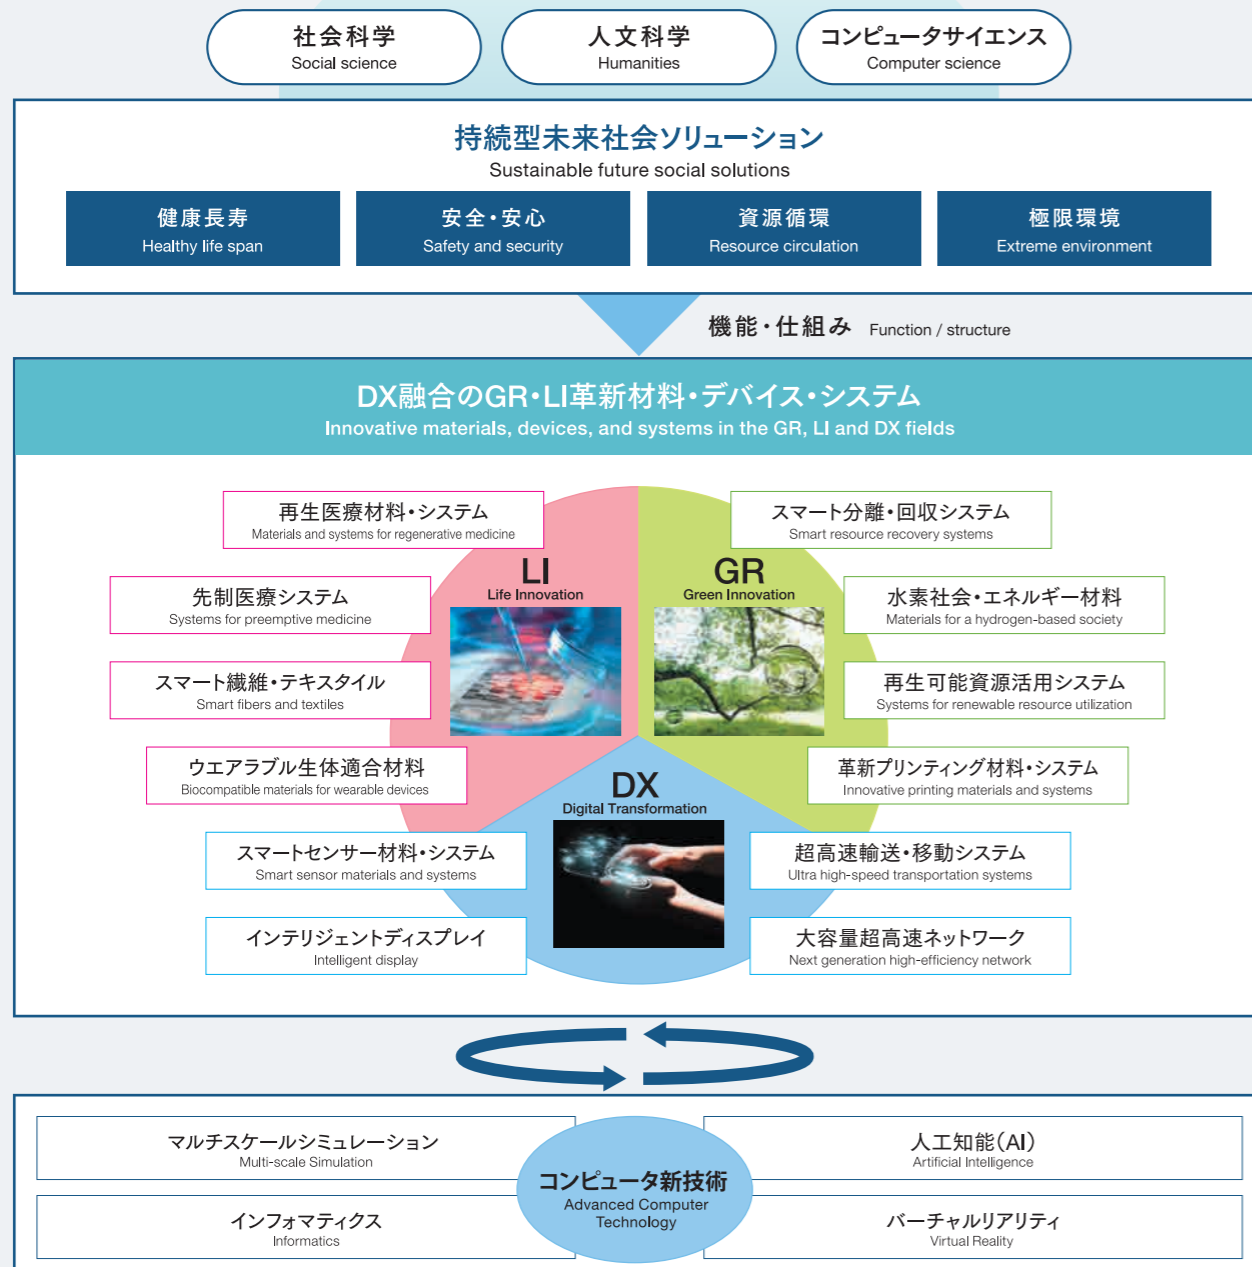 社会科学
Social science
人文科学
Humanities
コンピュータサイエンス
Computer science
持続型未来社会ソリューション
Sustainable future social solutions
健康長寿
Healthy life span
安全・安心
Safety and security
資源循環
Resource circulation
極限環境
Extreme environment
機能・仕組み Function / structure
DX融合のGR・LI革新材料・デバイス・システム
Innovative materials, devices, and systems in the GR, LI and DX fields
再生医療材料・システム
Materials and systems for regenerative medicine
スマート分離・回収システム
Smart resource recovery systems
LI
Life Innovation
GR
Green Innovation
先制医療システム
Systems for preemptive medicine
水素社会・エネルギー材料
Materials for a hydrogen-based society
スマート繊維・テキスタイル
Smart fibers and textiles
再生可能資源活用システム
Systems for renewable resource utilization
ウエアラブル生体適合材料
Biocompatible materials for wearable devices
革新プリンティング材料・システム
Innovative printing materials and systems
DX
Digital Transformation
スマートセンサー材料・システム
Smart sensor materials and systems
超高速輸送・移動システム
Ultra high-speed transportation systems
インテリジェントディスプレイ
Intelligent display
大容量超高速ネットワーク
Next generation high-efficiency network
マルチスケールシミュレーション
Multi-scale Simulation
人工知能（AI）
Artificial Intelligence
コンピュータ新技術
Advanced Computer
Technology
インフォマティクス
Informatics
バーチャルリアリティ
Virtual Reality